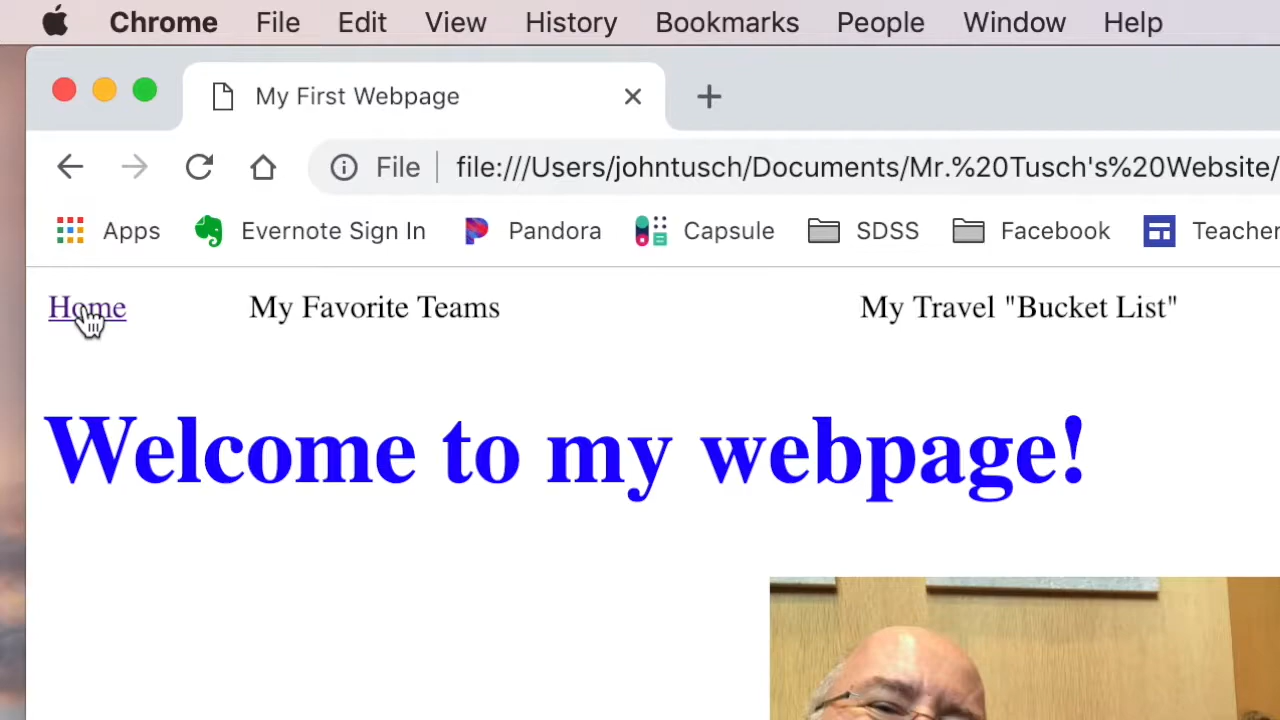 Chrome File Edit View History Bookmarks People Window Help
My First Webpage
File file:///Users/johntusch/Documents/Mr.%20Tusch's%20Website/
Apps Evernote Sign In Pandora Capsule SDSS Facebook Teacher
Home My Favorite Teams My Travel "Bucket List"
Welcome to my webpage!